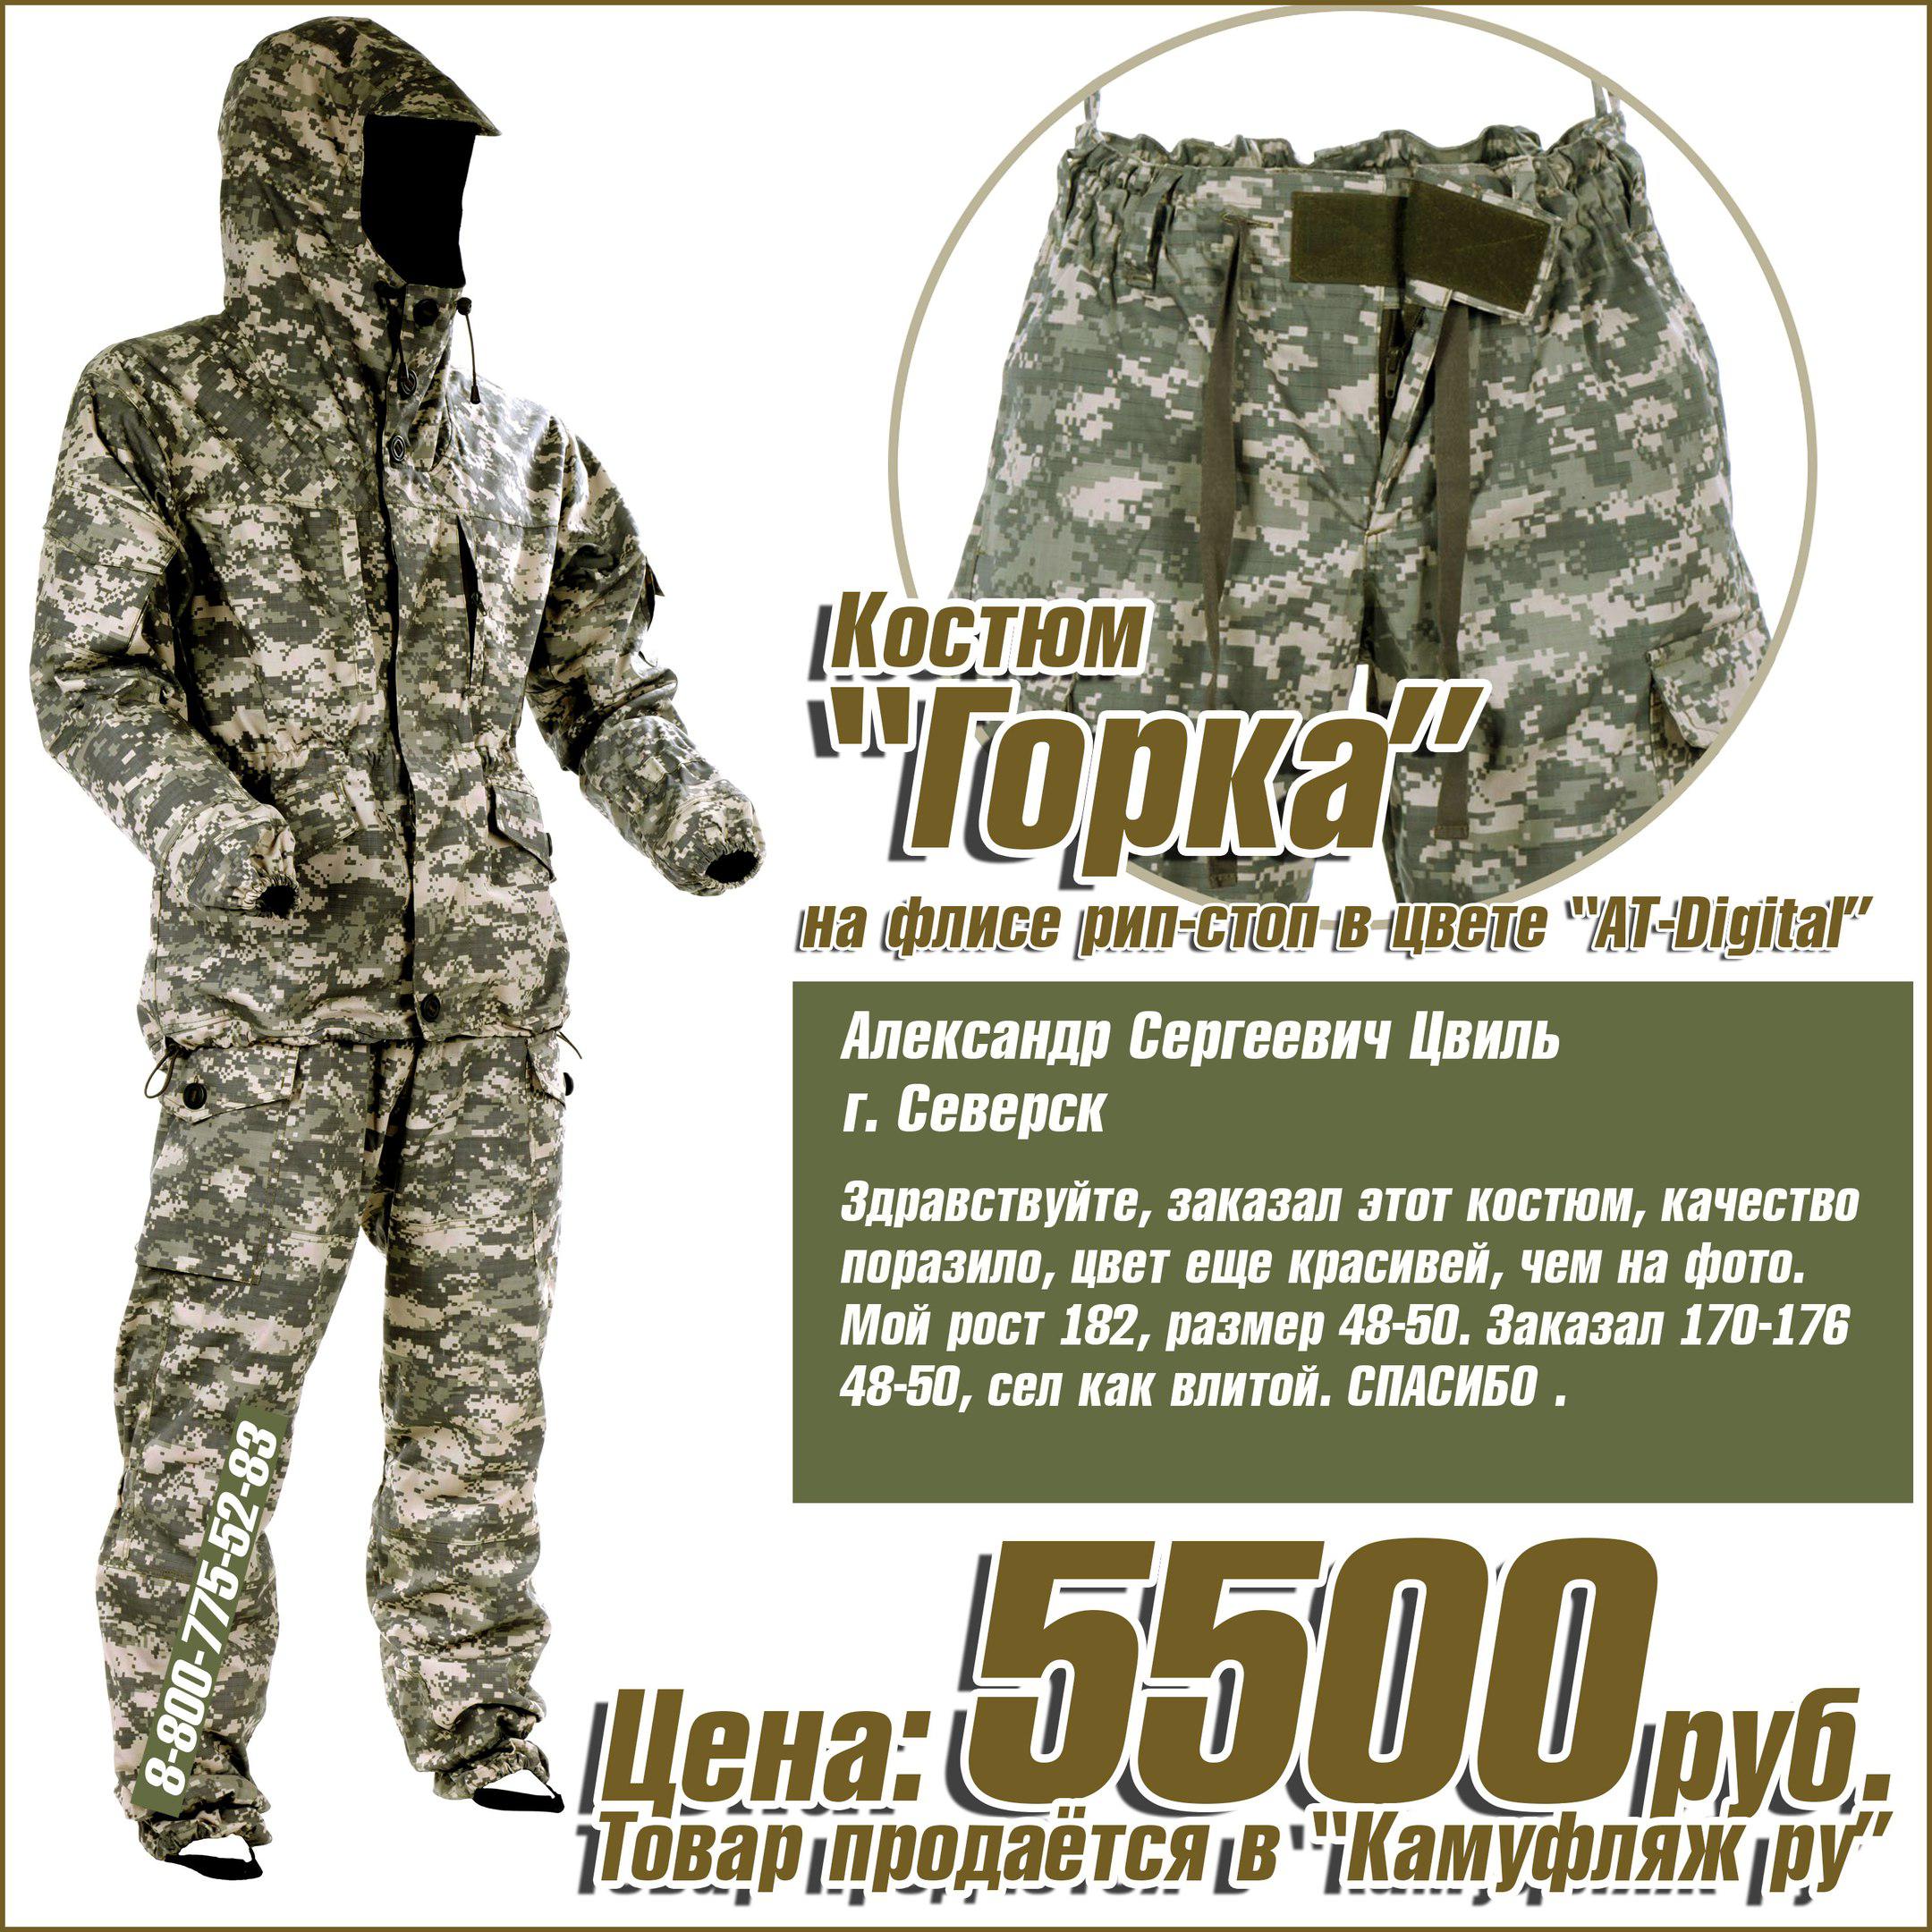 Костюм
“Горка”
на флисе рип-стоп в цвете “AT-Digital”
Александр Сергеевич Цвиль
г. Северск
Здравствуйте, заказал этот костюм, качество
поразило, цвет еще красивей, чем на фото.
Мой рост 182, размер 48-50. Заказал 170-176
48-50, сел как влитой. СПАСИБО .
8-800-775-52-83
Цена: 5500 руб.
Товар продаётся в “Камуфляж ру”